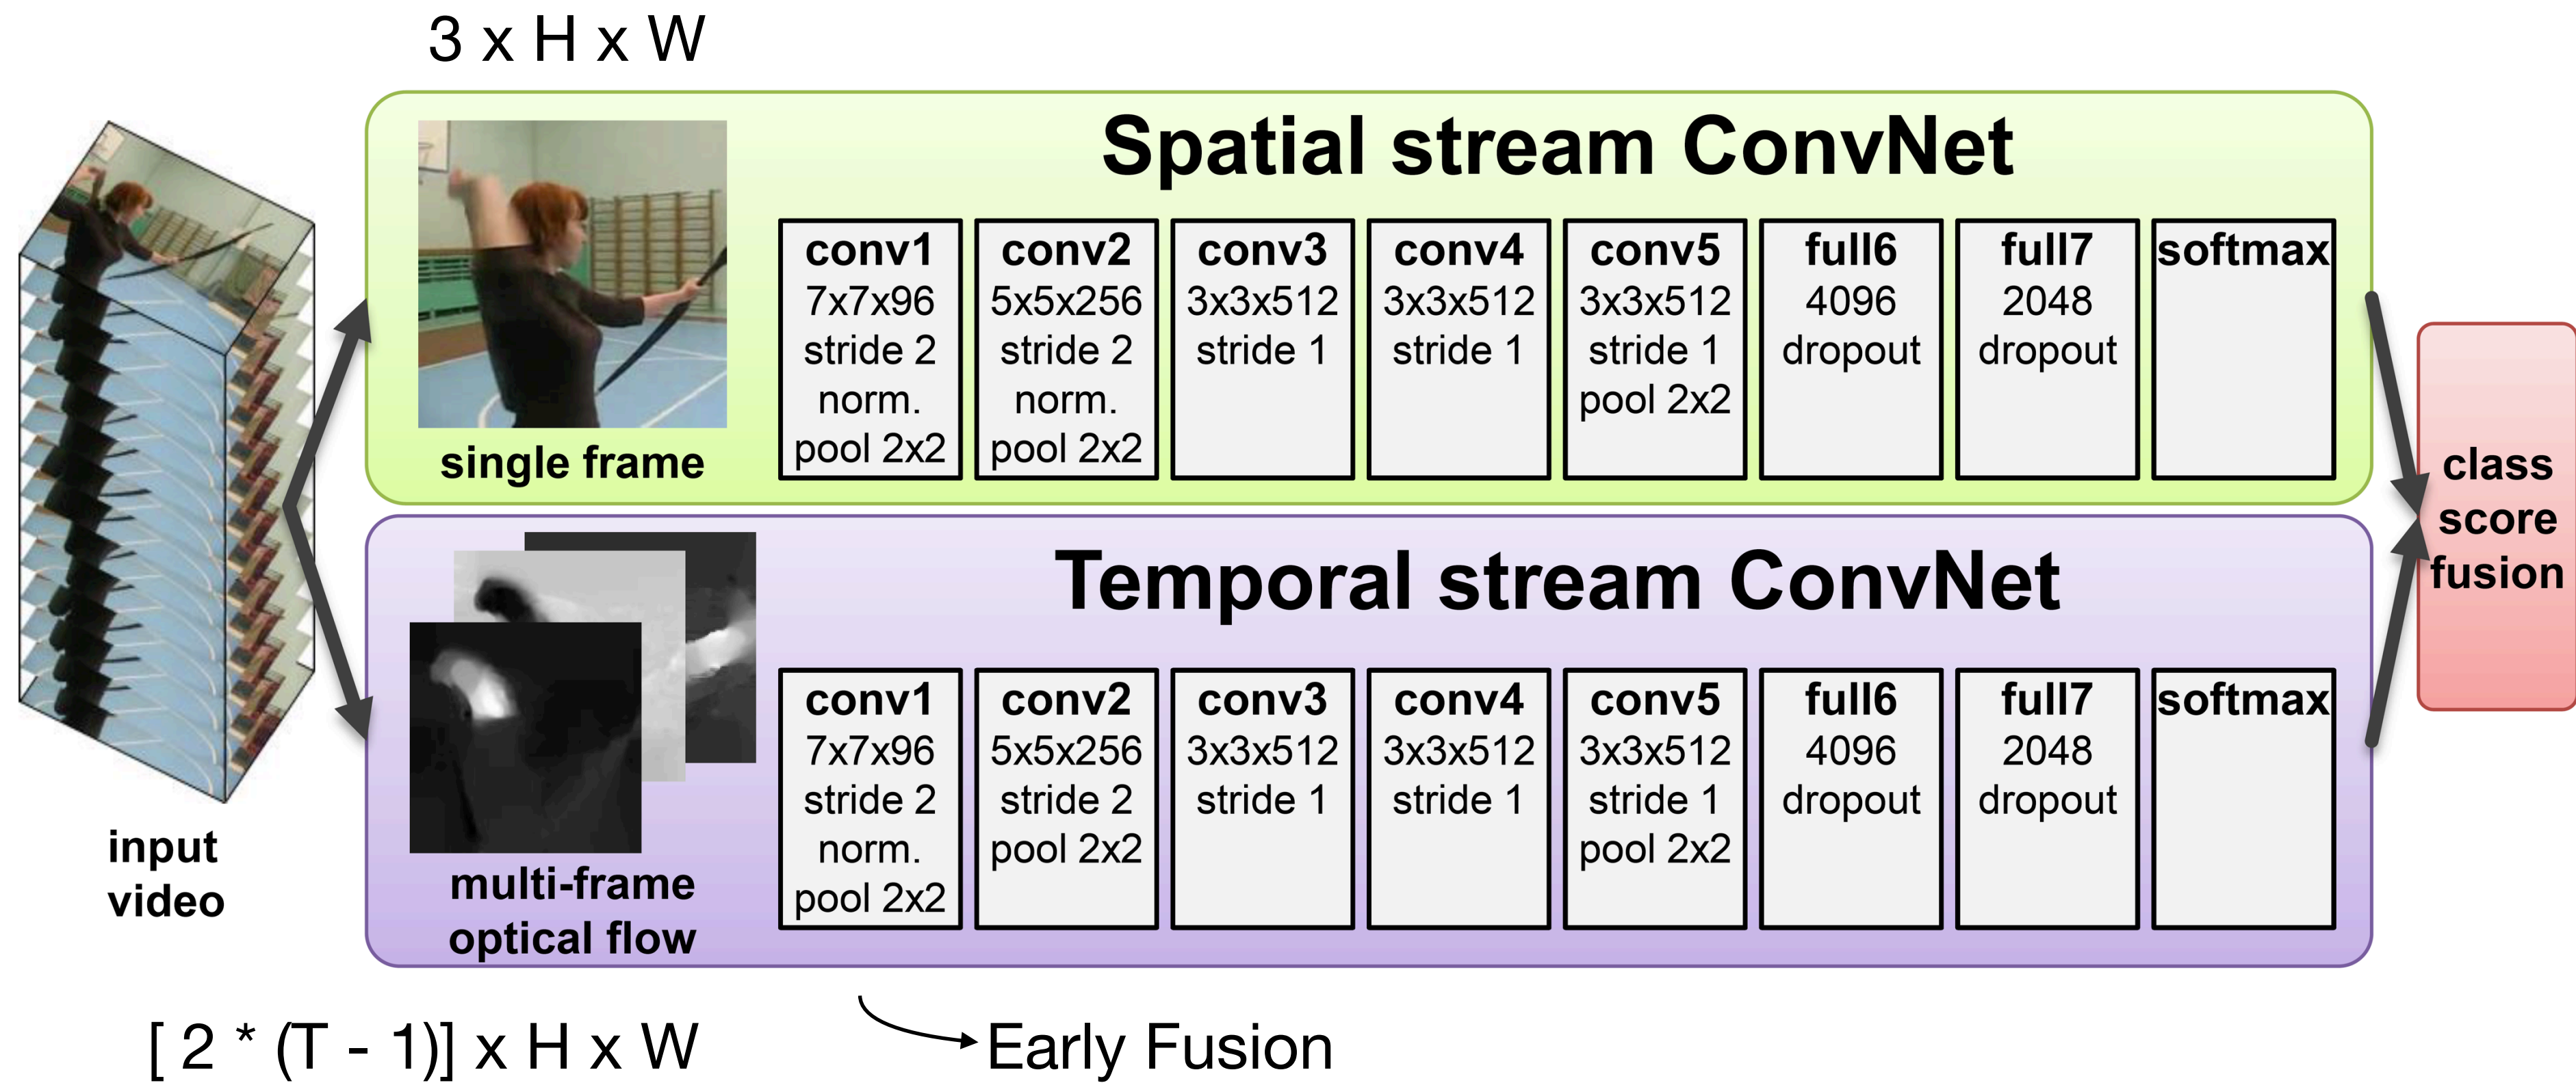 3 x H x W
Spatial stream ConvNet
single frame
conv1
7x7x96
stride 2
norm.
pool 2x2
conv2
5x5x256
stride 2
norm.
pool 2x2
conv3
3x3x512
stride 1
conv4
3x3x512
stride 1
conv5
3x3x512
stride 1
pool 2x2
full6
4096
dropout
full7
2048
dropout
softmax
input
video
Temporal stream ConvNet
multi-frame
optical flow
conv1
7x7x96
stride 2
norm.
pool 2x2
conv2
5x5x256
stride 2
pool 2x2
conv3
3x3x512
stride 1
conv4
3x3x512
stride 1
conv5
3x3x512
stride 1
pool 2x2
full6
4096
dropout
full7
2048
dropout
softmax
class
score
fusion
[ 2 * (T - 1)] x H x W
Early Fusion